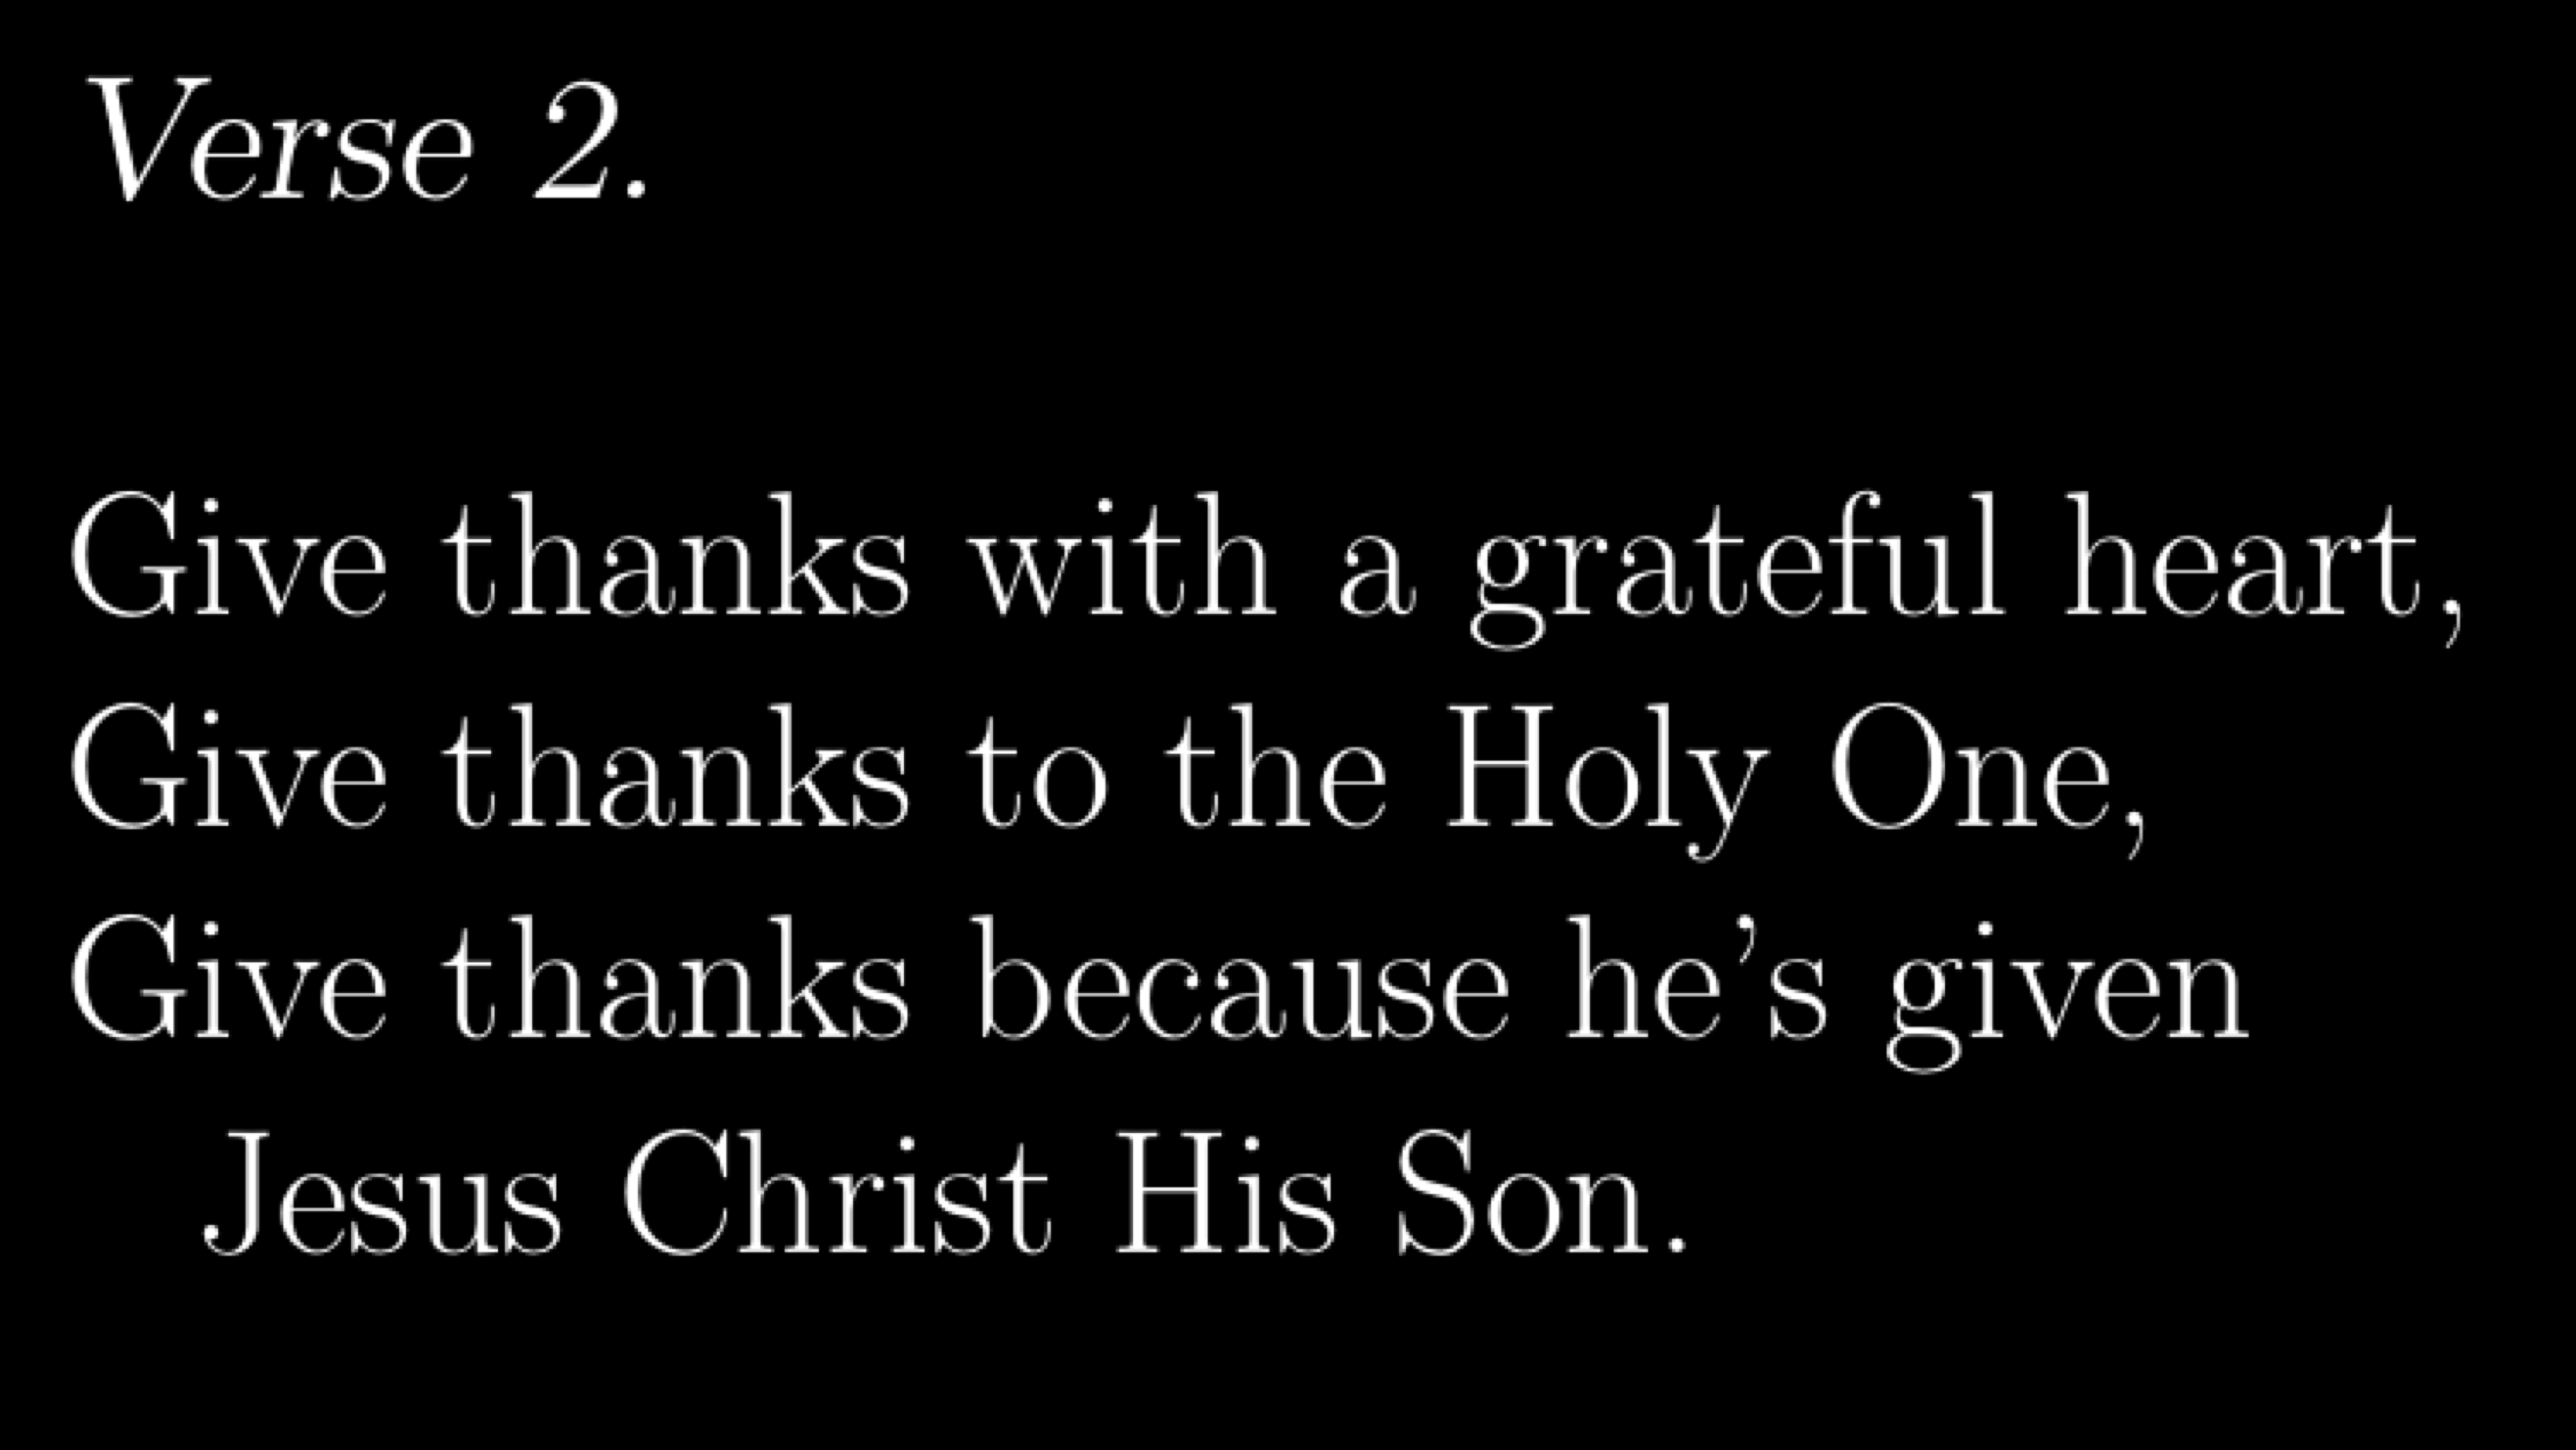 Verse 2.
Give thanks with a grateful heart,
Give thanks to the Holy One,
Give thanks because he’s given
Jesus Christ His Son.